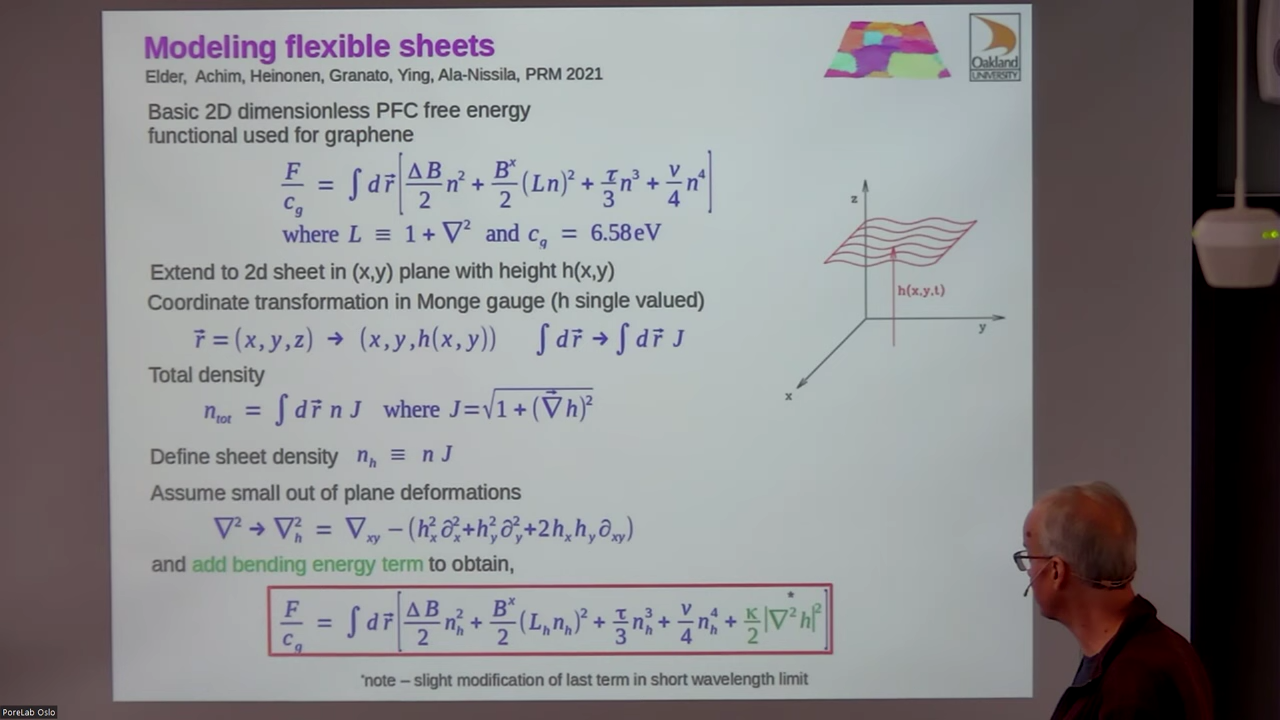 Modeling flexible sheets
Elder, Achim, Heinonen, Granato, Ying, Ala-Nissila, PRM 2021
Oakland
UNIVERSITY
Basic 2D dimensionless PFC free energy
functional used for graphene
F/c_g = ∫ d r⃗ [ ΔB/2 n² + Bˣ/2 (Ln)² + τ/3 n³ + v/4 n⁴ ]
where L ≡ 1 + ∇² and c_g = 6.58 eV
Extend to 2d sheet in (x,y) plane with height h(x,y)
Coordinate transformation in Monge gauge (h single valued)
r⃗ = (x, y, z) → (x, y, h(x, y)) ∫ d r⃗ → ∫ d r⃗ J
Total density
n_tot = ∫ d r⃗ n J where J = √(1 + (∇⃗h)²)
Define sheet density n_h ≡ n J
Assume small out of plane deformations
∇² → ∇²_h = ∇_xy − (h²_x ∂²_x + h²_y ∂²_y + 2h_x h_y ∂_xy)
and add bending energy term to obtain,
F/c_g = ∫ d r⃗ [ ΔB/2 n²_h + Bˣ/2 (L_h n_h)² + τ/3 n³_h + v/4 n⁴_h + κ/2 |∇²h|² ]*
*note – slight modification of last term in short wavelength limit
z
h(x,y,t)
y
x
PoreLab Oslo